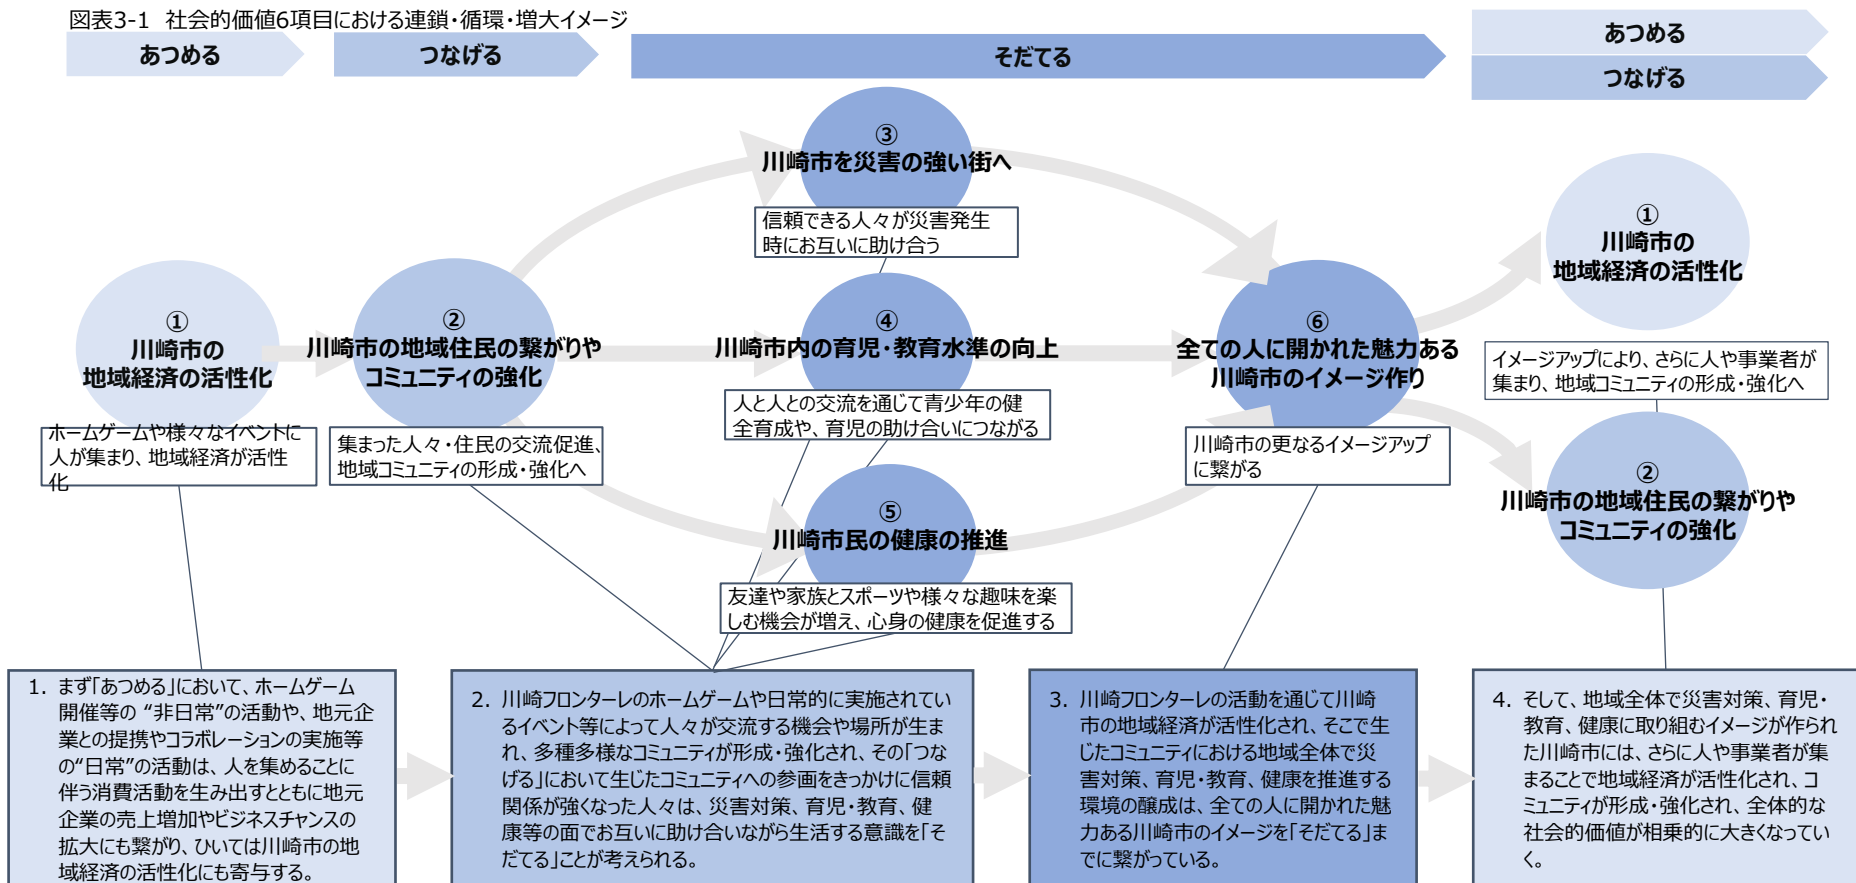 図表3-1 社会的価値6項目における連鎖・循環・増大イメージ
あつめる
つなげる
そだてる
あつめる
つなげる
①
川崎市の
地域経済の活性化
ホームゲームや様々なイベントに
人が集まり、地域経済が活性
化
②
川崎市の地域住民の繋がりや
コミュニティの強化
集まった人々・住民の交流促進、
地域コミュニティの形成・強化へ
③
川崎市を災害の強い街へ
信頼できる人々が災害発生
時にお互いに助け合う
④
川崎市内の育児・教育水準の向上
人と人との交流を通じて青少年の健
全育成や、育児の助け合いにつながる
⑤
川崎市民の健康の推進
友達や家族とスポーツや様々な趣味を楽
しむ機会が増え、心身の健康を促進する
⑥
全ての人に開かれた魅力ある
川崎市のイメージ作り
川崎市の更なるイメージアップ
に繋がる
①
川崎市の
地域経済の活性化
イメージアップにより、さらに人や事業者が
集まり、地域コミュニティの形成・強化へ
②
川崎市の地域住民の繋がりや
コミュニティの強化
1. まず「あつめる」において、ホームゲーム
開催等の “非日常”の活動や、地元企
業との提携やコラボレーションの実施等
の“日常”の活動は、人を集めることに
伴う消費活動を生み出すとともに地元
企業の売上増加やビジネスチャンスの
拡大にも繋がり、ひいては川崎市の地
域経済の活性化にも寄与する。
2. 川崎フロンターレのホームゲームや日常的に実施されてい
るイベント等によって人々が交流する機会や場所が生ま
れ、多種多様なコミュニティが形成・強化され、その「つな
げる」において生じたコミュニティへの参画をきっかけに信頼
関係が強くなった人々は、災害対策、育児・教育、健
康等の面でお互いに助け合いながら生活する意識を「そ
だてる」ことが考えられる。
3. 川崎フロンターレの活動を通じて川崎
市の地域経済が活性化され、そこで生
じたコミュニティにおける地域全体で災
害対策、育児・教育、健康を推進する
環境の醸成は、全ての人に開かれた魅
力ある川崎市のイメージを「そだてる」ま
でに繋がっている。
4. そして、地域全体で災害対策、育児・
教育、健康に取り組むイメージが作られ
た川崎市には、さらに人や事業者が集
まることで地域経済が活性化され、コ
ミュニティが形成・強化され、全体的な
社会的価値が相乗的に大きくなってい
く。